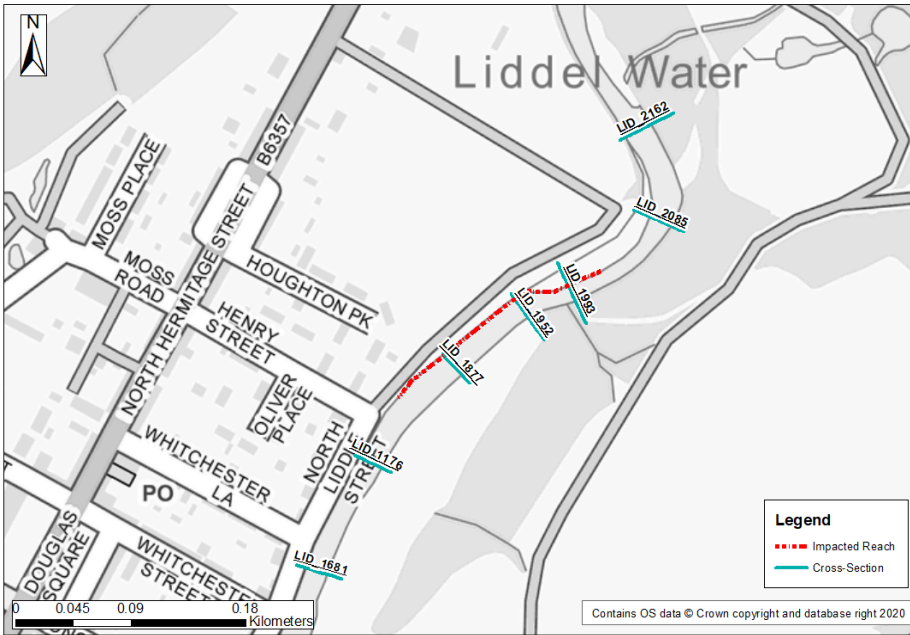 N
Liddel Water
LID_2162
B6357
MOSS PLACE
LID_2085
NORTH HERMITAGE STREET
MOSS
ROAD
HOUGHTON PK
LID_1993
LID_1952
HENRY
STREET
LID_1877
OLIVER
PLACE
NORTH
LIDD
STREET
LID_1176
WHITCHESTER
LA
PO
LID_1681
DOUGLAS
SQUARE
WHITCHESTER
STREET
Legend
Impacted Reach
Cross-Section
0 0.045 0.09 0.18
Kilometers
Contains OS data © Crown copyright and database right 2020